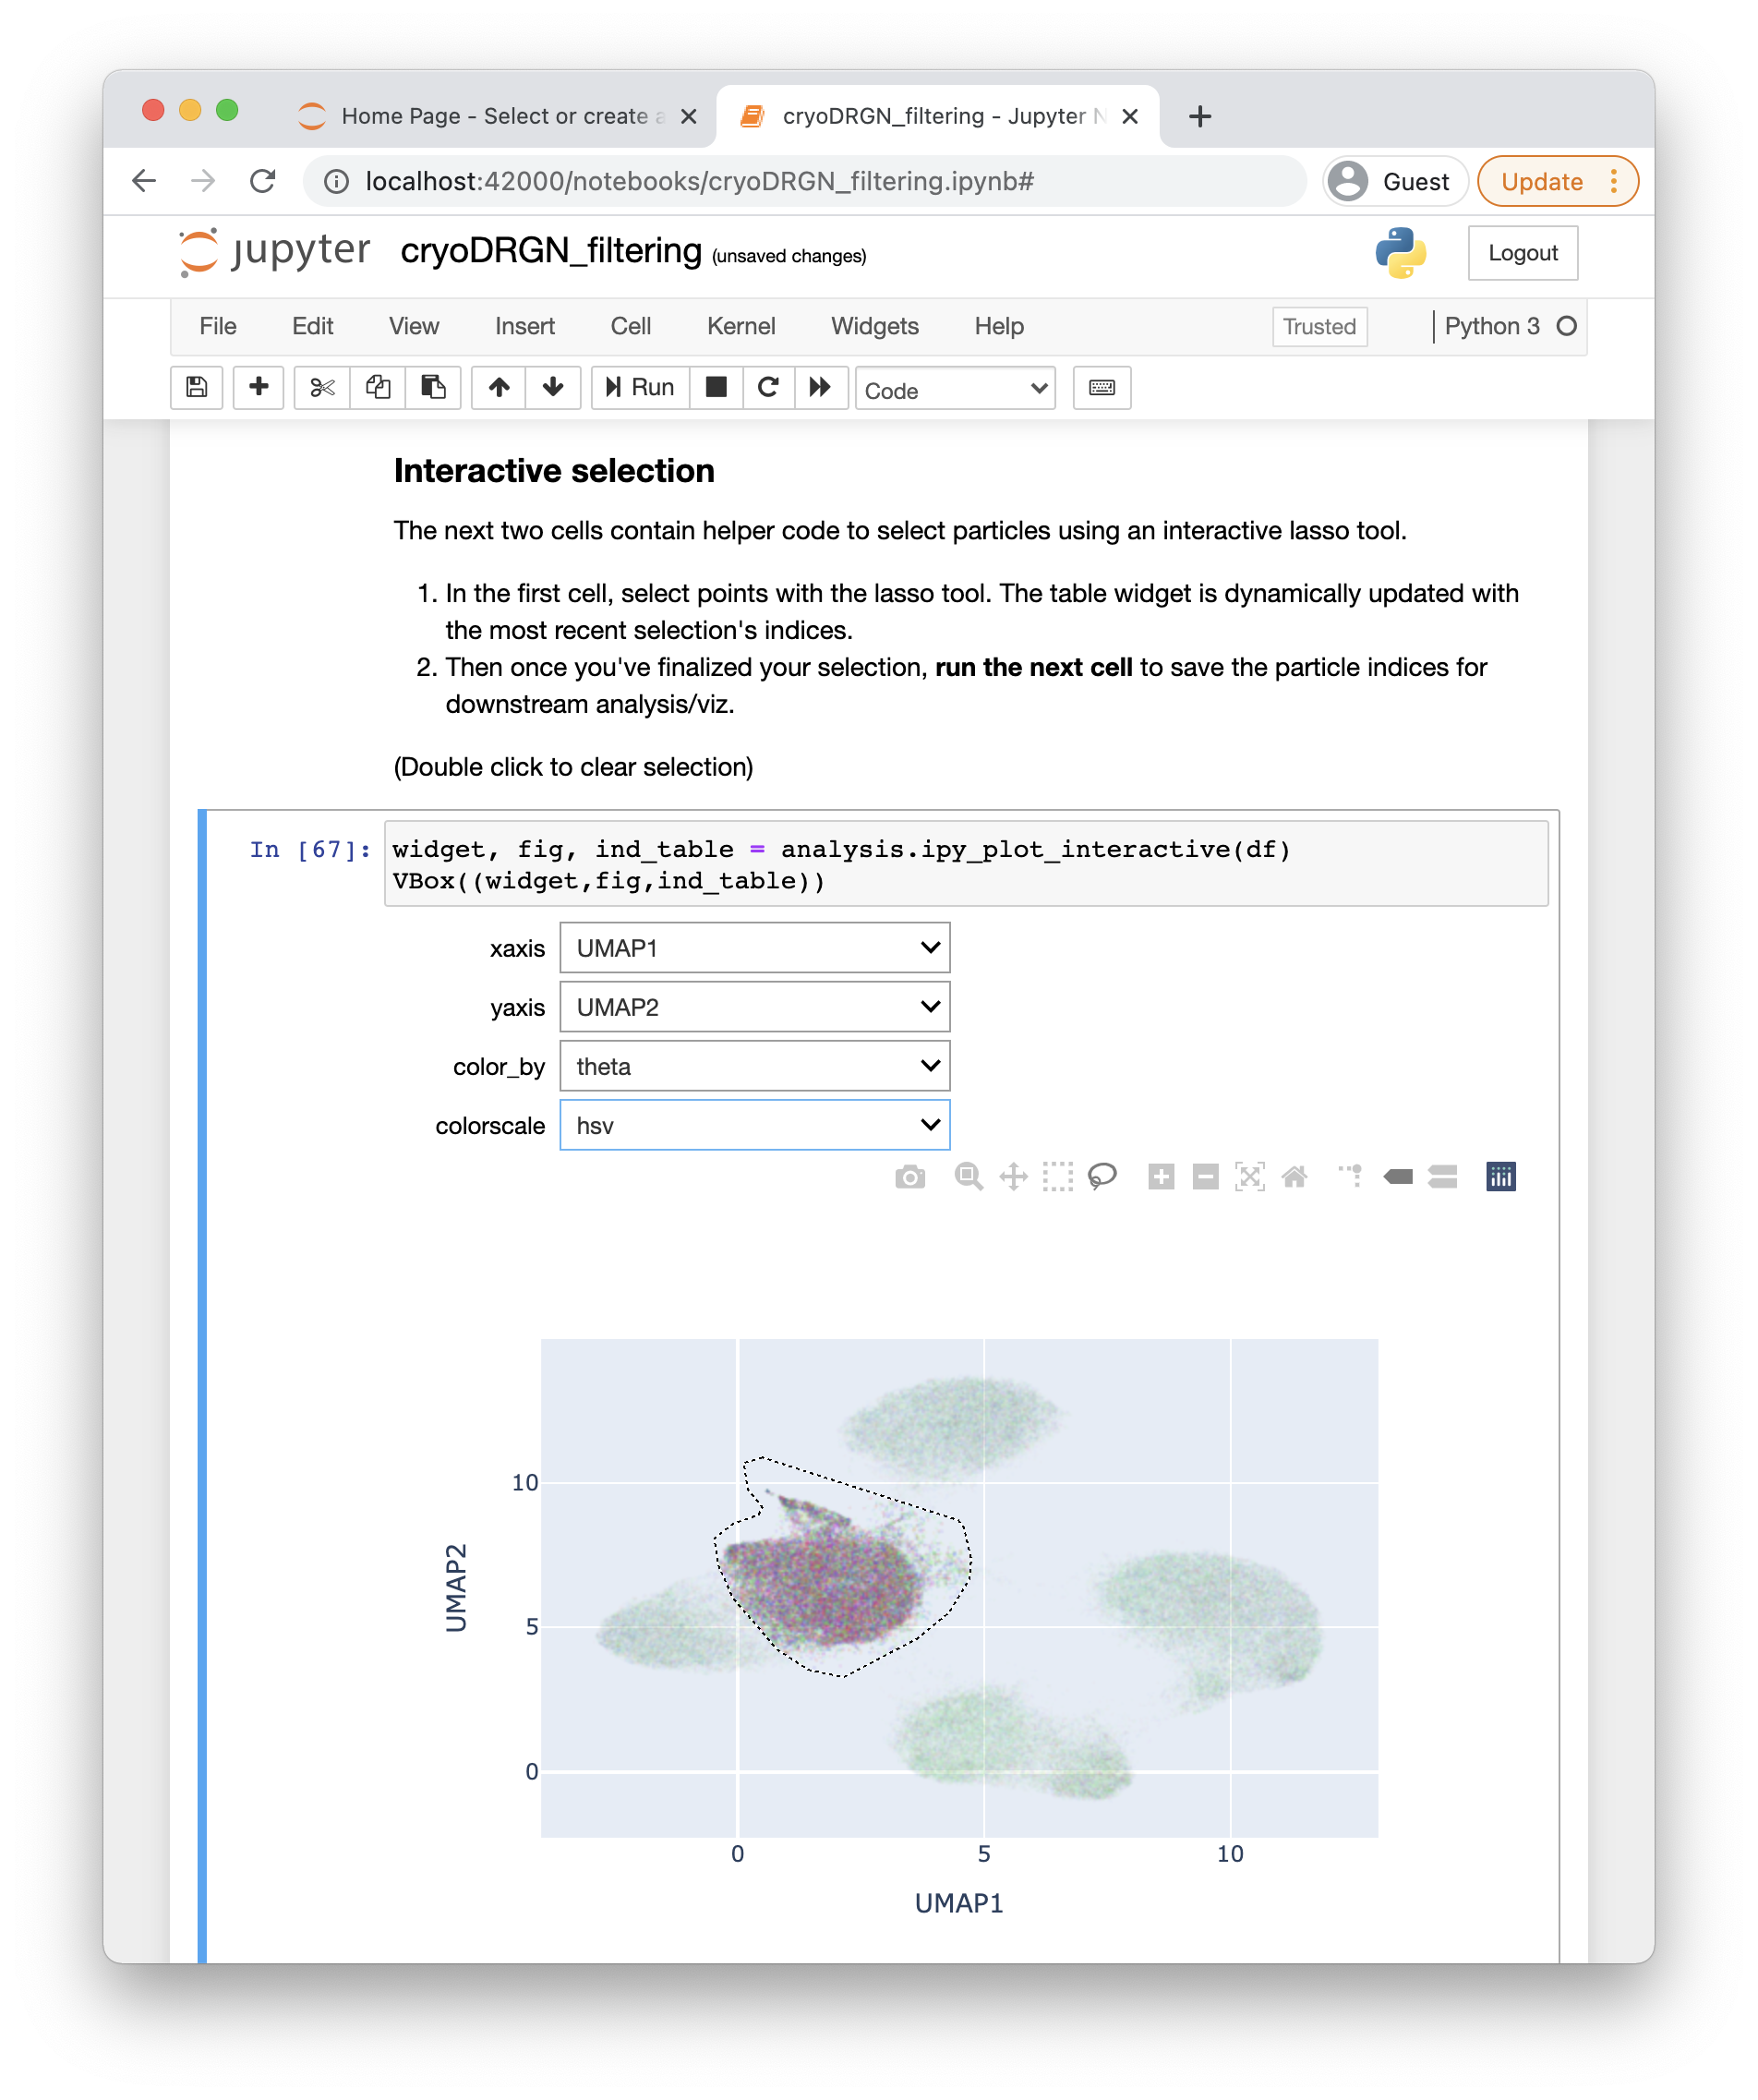 Home Page - Select or create a
cryoDRGN_filtering - Jupyter N
localhost:42000/notebooks/cryoDRGN_filtering.ipynb#
Guest
Update
jupyter cryoDRGN_filtering (unsaved changes)
Logout
File Edit View Insert Cell Kernel Widgets Help
Trusted
Python 3
Run
Code
Interactive selection
The next two cells contain helper code to select particles using an interactive lasso tool.
1. In the first cell, select points with the lasso tool. The table widget is dynamically updated with
the most recent selection's indices.
2. Then once you've finalized your selection, run the next cell to save the particle indices for
downstream analysis/viz.
(Double click to clear selection)
In [67]: widget, fig, ind_table = analysis.ipy_plot_interactive(df)
VBox((widget,fig,ind_table))
xaxis UMAP1
yaxis UMAP2
color_by theta
colorscale hsv
10
5
0
UMAP2
0 5 10
UMAP1